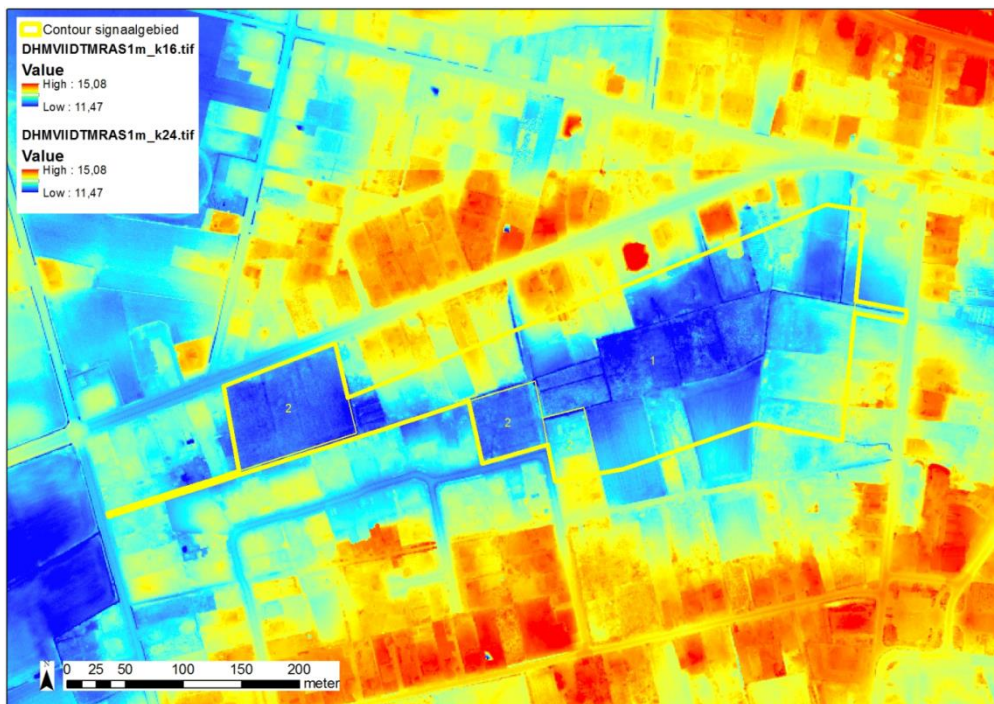 Contour signaalgebied
DHMVIIDTMRAS1m_k16.tif
Value
High : 15,08
Low : 11,47
DHMVIIDTMRAS1m_k24.tif
Value
High : 15,08
Low : 11,47
1
2
2
N
0 25 50 100 150 200
meter